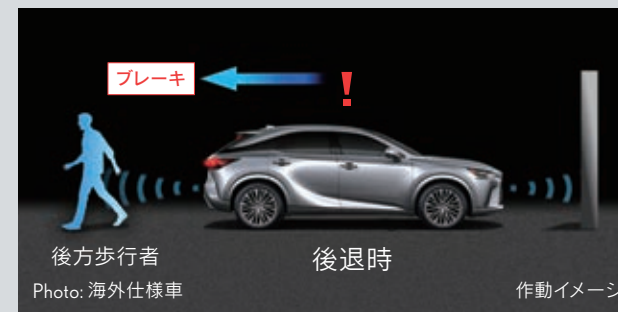 ブレーキ
!
後方歩行者
後退時
Photo: 海外仕様車
作動イメージ